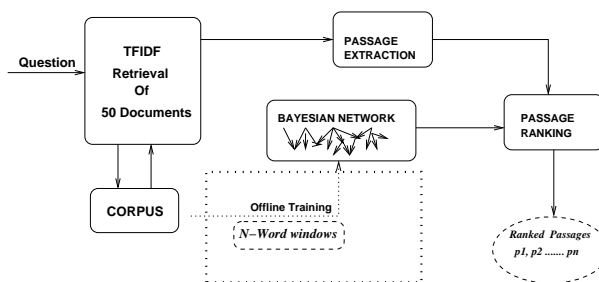 Question
TFIDF
Retrieval
Of
50 Documents
PASSAGE
EXTRACTION
BAYESIAN NETWORK
PASSAGE
RANKING
CORPUS
Offline Training
N-Word windows
Ranked Passages
p1, p2 ....... pn